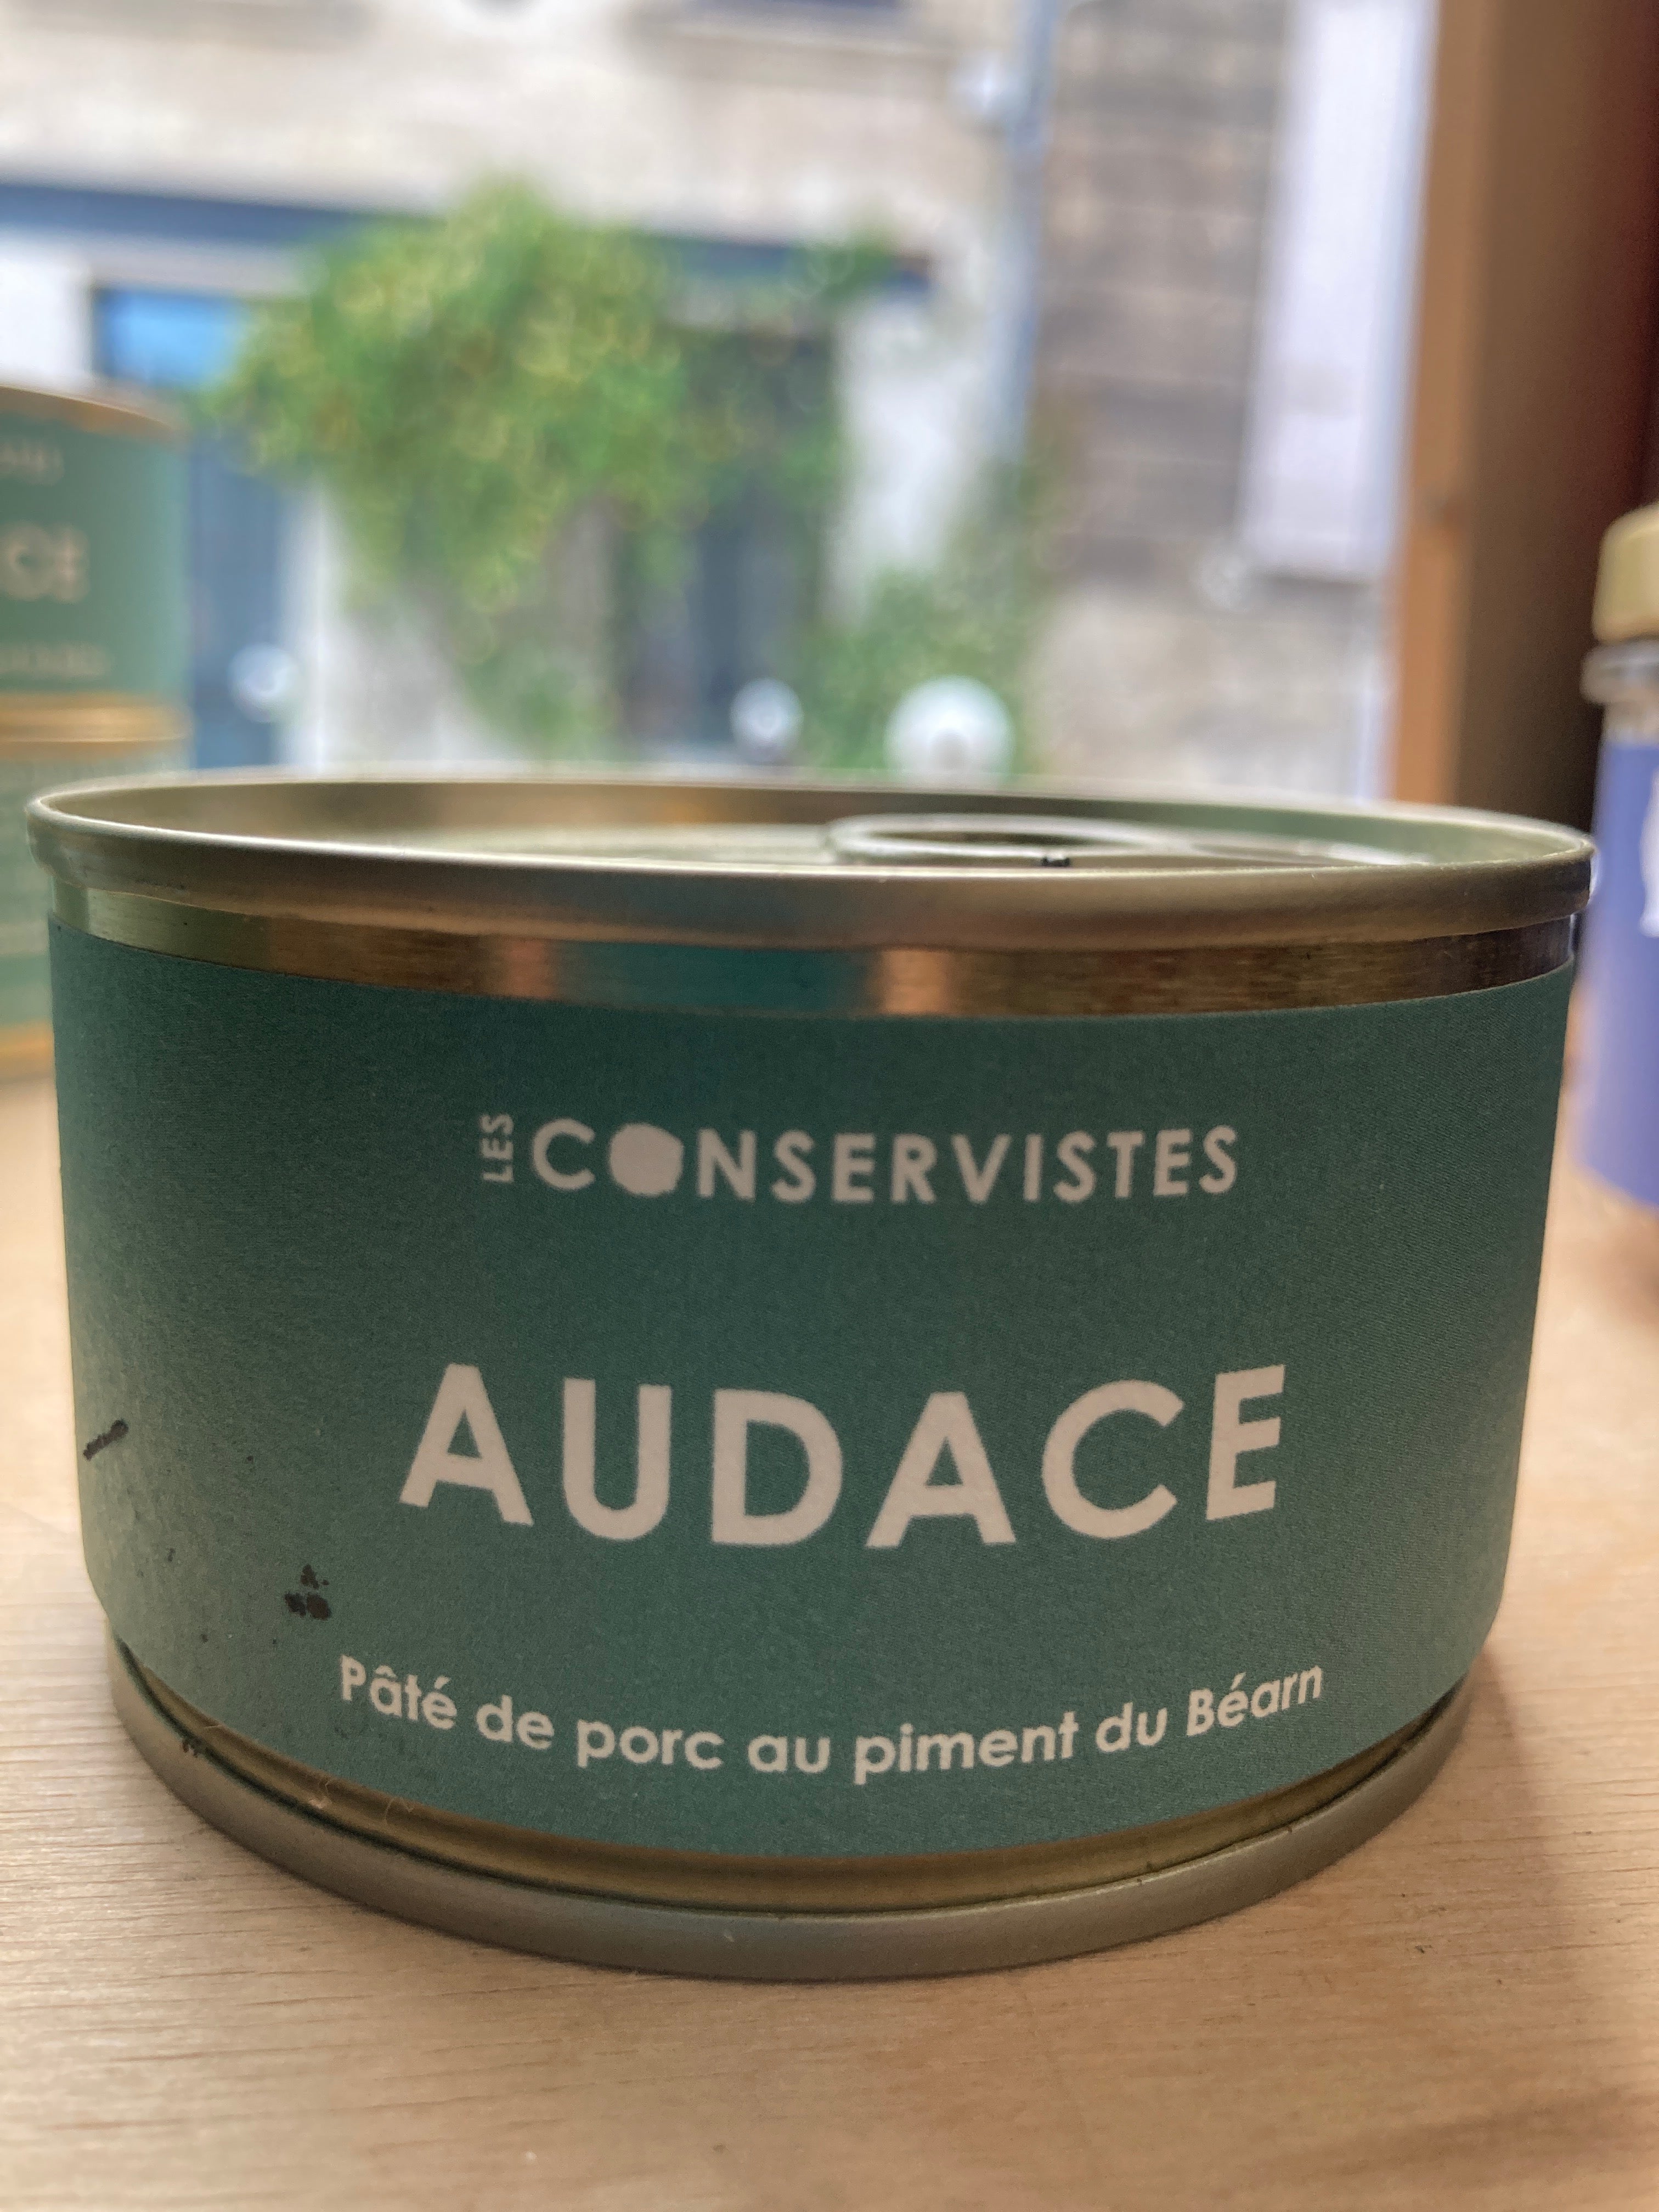 LES CONSERVISTES
AUDACE
Pâté de porc au piment du Béarn